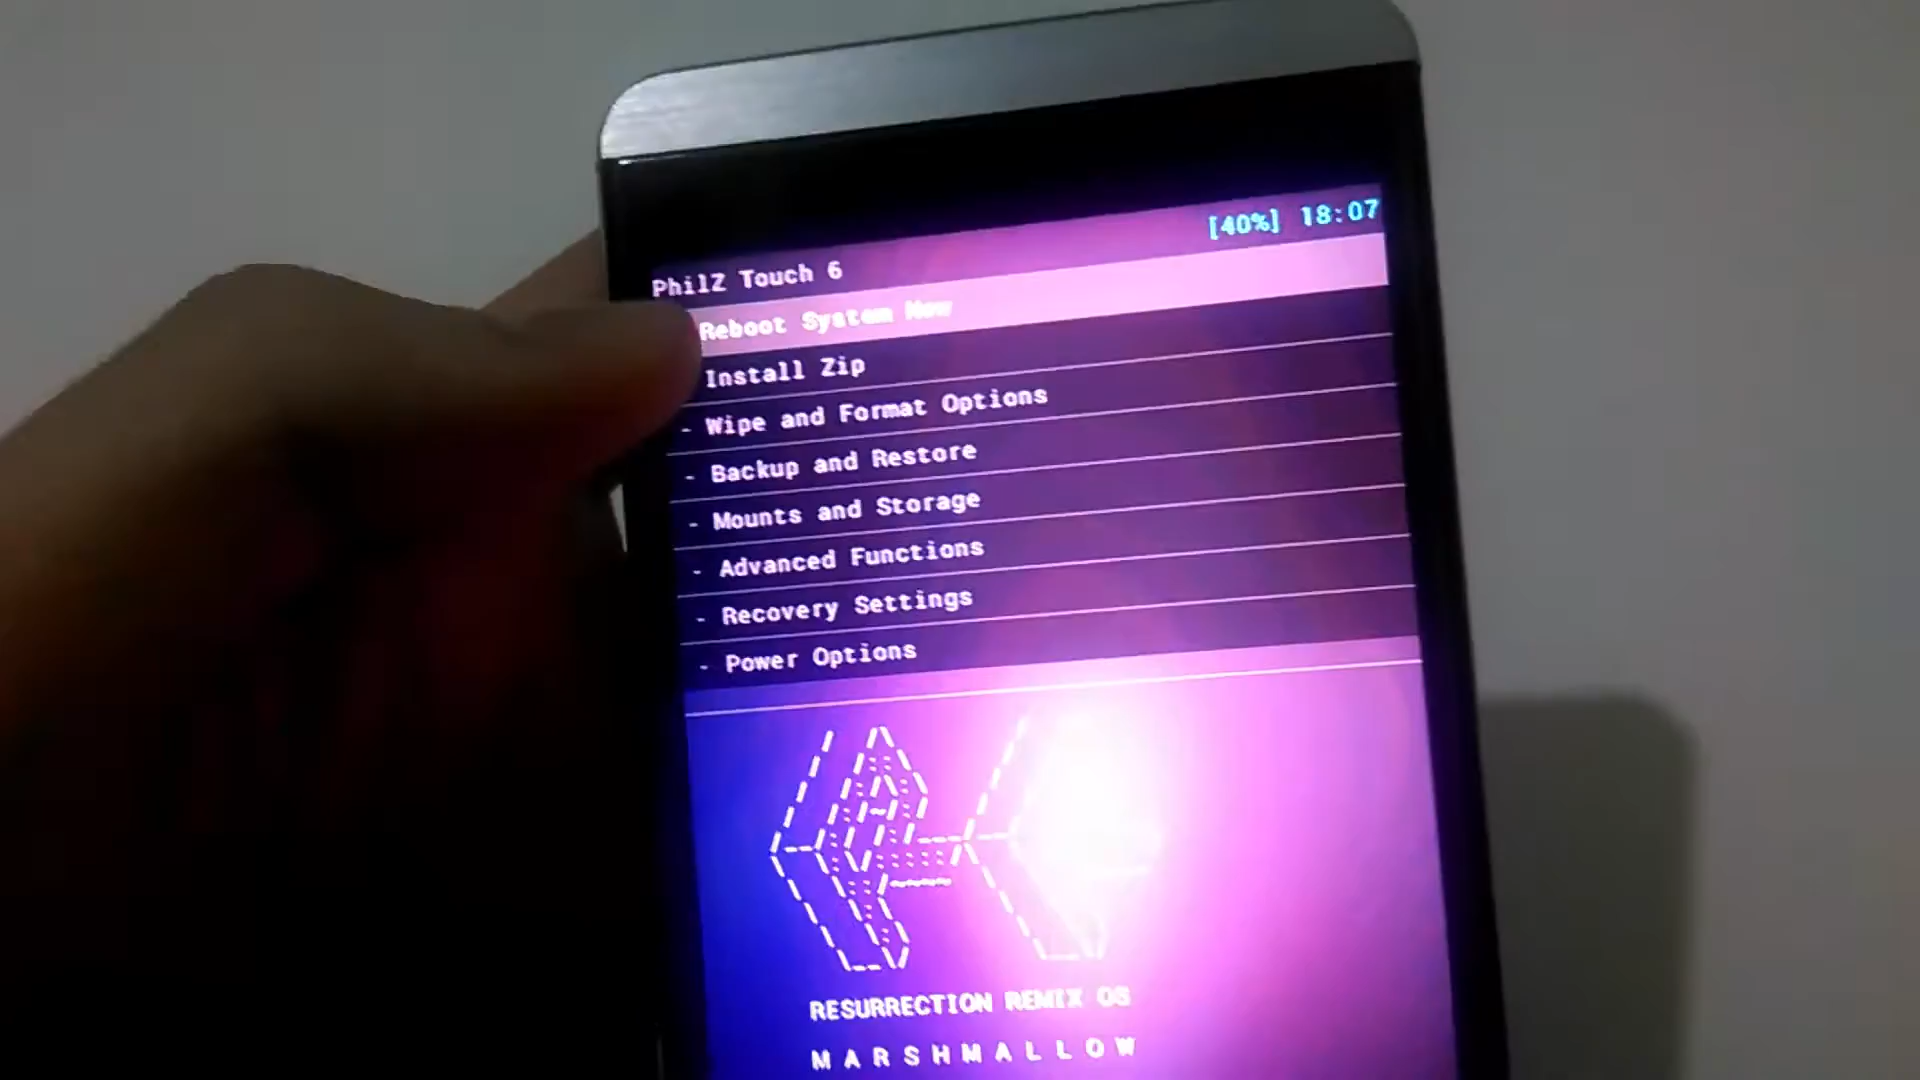 [40%] 18:07
PhilZ Touch 6
Reboot System Now
Install Zip
- Wipe and Format Options
- Backup and Restore
- Mounts and Storage
- Advanced Functions
- Recovery Settings
- Power Options
RESURRECTION REMIX OS
MARSHMALLOW